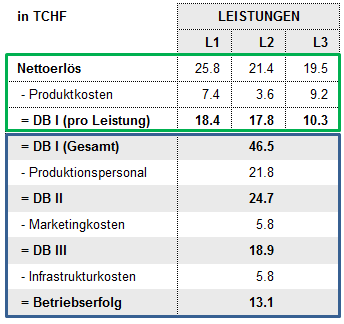 in TCHF LEISTUNGEN
L1 L2 L3
Nettoerlös 25.8 21.4 19.5
- Produktkosten 7.4 3.6 9.2
= DB I (pro Leistung) 18.4 17.8 10.3
= DB I (Gesamt) 46.5
- Produktionspersonal 21.8
= DB II 24.7
- Marketingkosten 5.8
= DB III 18.9
- Infrastrukturkosten 5.8
= Betriebserfolg 13.1